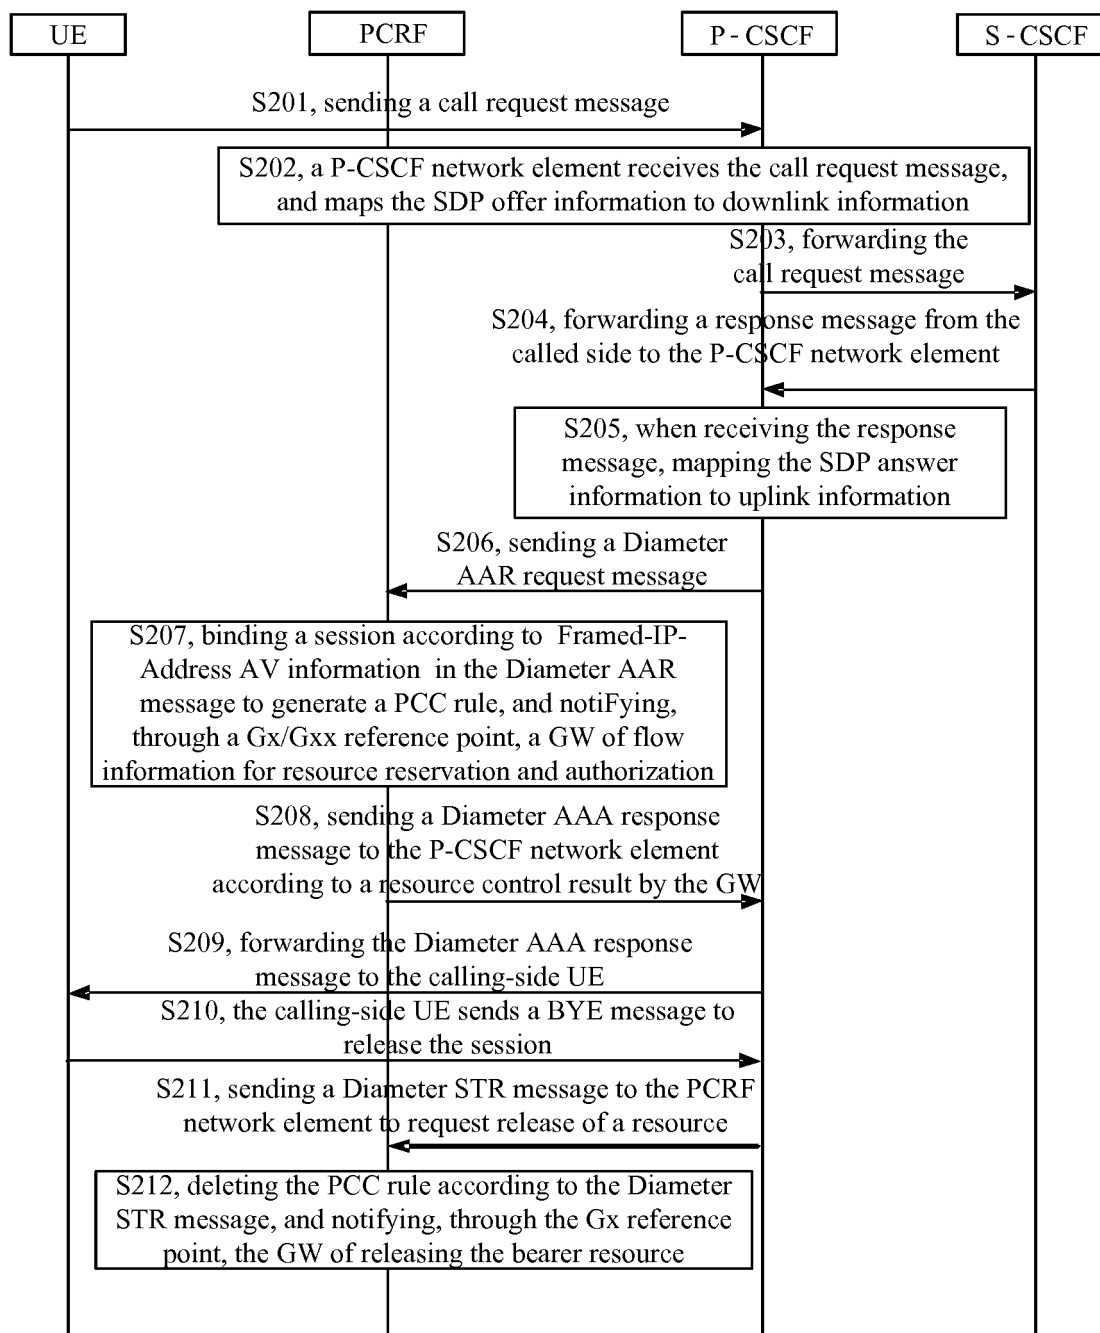 UE
PCRF
P - CSCF
S - CSCF
S201, sending a call request message
S202, a P-CSCF network element receives the call request message,
and maps the SDP offer information to downlink information
S203, forwarding the
call request message
S204, forwarding a response message from the
called side to the P-CSCF network element
S205, when receiving the response
message, mapping the SDP answer
information to uplink information
S206, sending a Diameter
AAR request message
S207, binding a session according to Framed-IP-
Address AV information in the Diameter AAR
message to generate a PCC rule, and notiFying,
through a Gx/Gxx reference point, a GW of flow
information for resource reservation and authorization
S208, sending a Diameter AAA response
message to the P-CSCF network element
according to a resource control result by the GW
S209, forwarding the Diameter AAA response
message to the calling-side UE
S210, the calling-side UE sends a BYE message to
release the session
S211, sending a Diameter STR message to the PCRF
network element to request release of a resource
S212, deleting the PCC rule according to the Diameter
STR message, and notifying, through the Gx reference
point, the GW of releasing the bearer resource